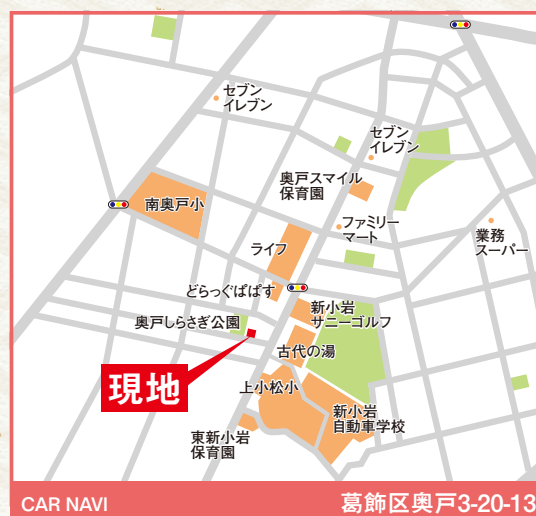 セブン
イレブン
セブン
イレブン
奥戸スマイル
保育園
南奥戸小
ファミリー
マート
業務
スーパー
ライフ
どらっぐぱぱす
新小岩
サニーゴルフ
奥戸しらさぎ公園
古代の湯
現地
上小松小
新小岩
自動車学校
東新小岩
保育園
CAR NAVI
葛飾区奥戸3-20-13